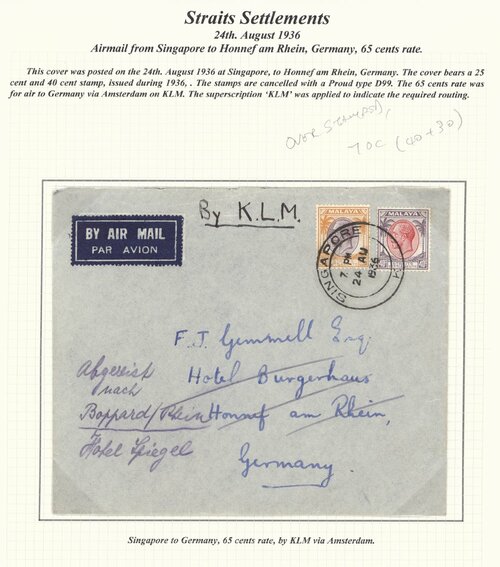 Straits Settlements
24th. August 1936
Airmail from Singapore to Honnef am Rhein, Germany, 65 cents rate.
This cover was posted on the 24th. August 1936 at Singapore, to Honnef am Rhein, Germany. The cover bears a 25
cent and 40 cent stamp, issued during 1936, . The stamps are cancelled with a Proud type D99. The 65 cents rate was
for air to Germany via Amsterdam on KLM. The superscription ‘KLM’ was applied to indicate the required routing.
OVER
70C (40+30)
By K.L.M.
BY AIR MAIL
PAR AVION
MALAYA
MALAYA
SINGAPORE
7. PM
24 AU
1936
F. J. Gemmell Esq.
Hotel Burgerhaus
Honnef am Rhein,
Germany.
Abgereist
nach
Boppard/Rhein
Hotel Spiegel
Singapore to Germany, 65 cents rate, by KLM via Amsterdam.